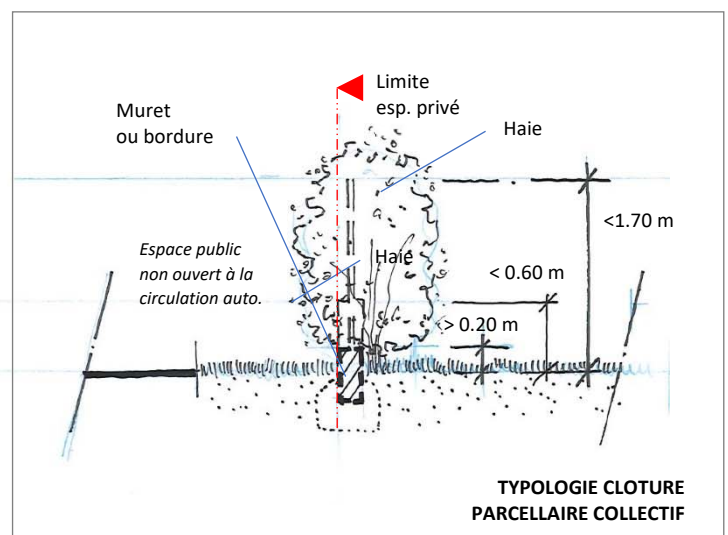 Limite
esp. privé
Muret
ou bordure
Haie
<1.70 m
Espace public
non ouvert à la
circulation auto.
Haie
< 0.60 m
> 0.20 m
TYPOLOGIE CLOTURE
PARCELLAIRE COLLECTIF